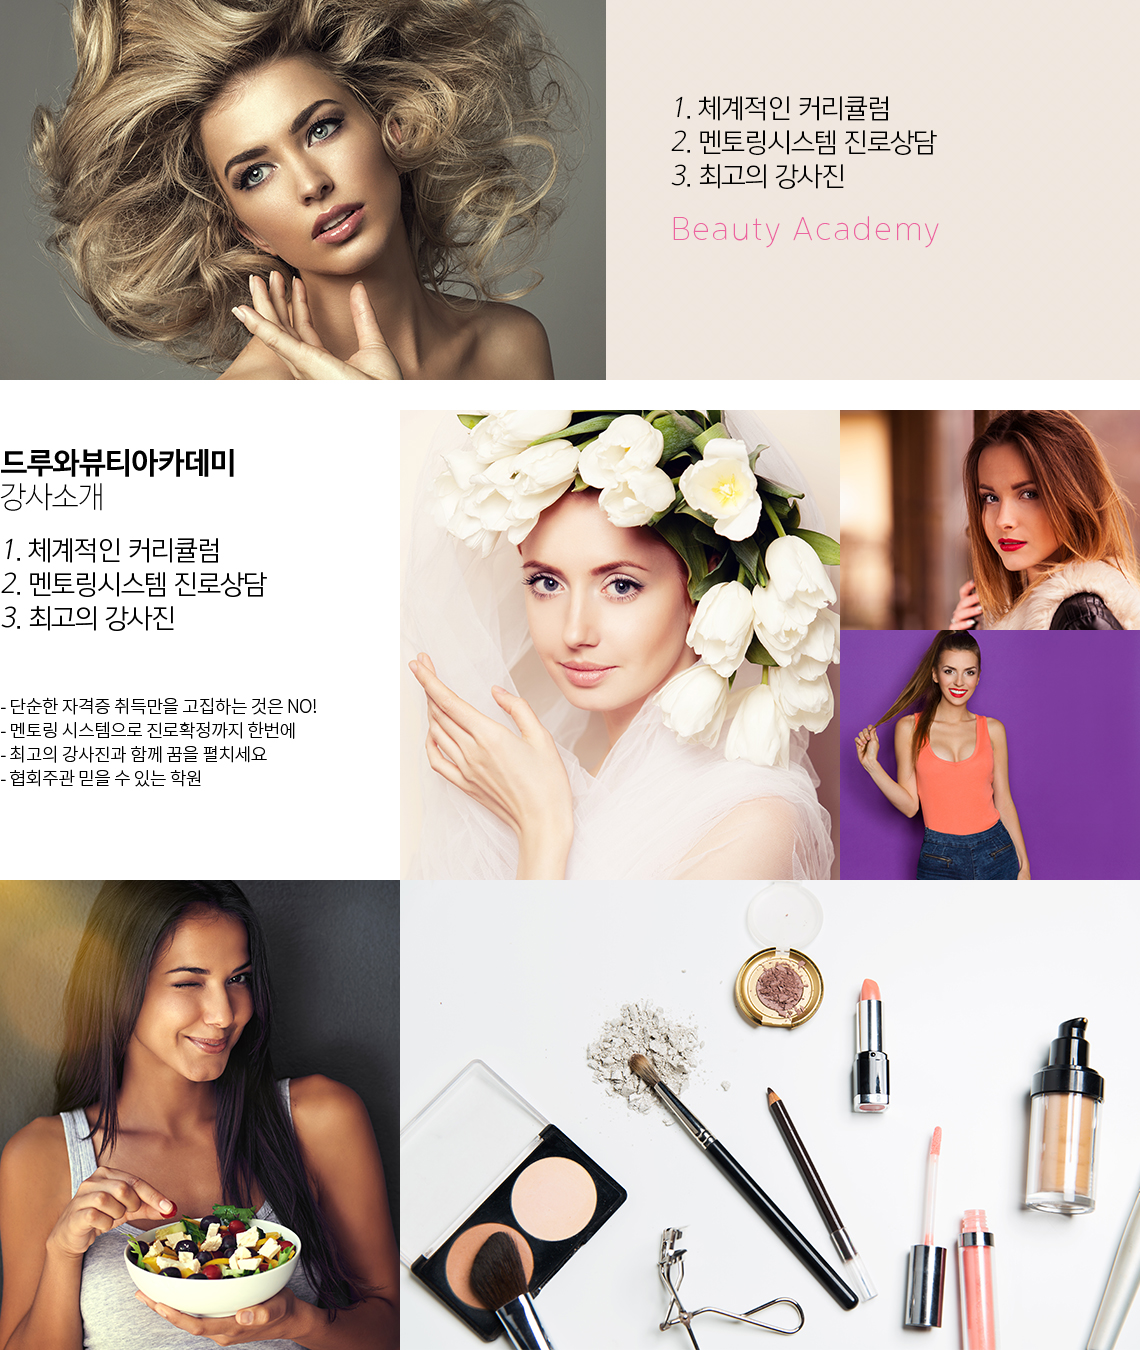 1. 체계적인 커리큘럼
2. 멘토링시스템 진로상담
3. 최고의 강사진
Beauty Academy
드루와뷰티아카데미
강사소개
1. 체계적인 커리큘럼
2. 멘토링시스템 진로상담
3. 최고의 강사진
- 단순한 자격증 취득만을 고집하는 것은 NO!
- 멘토링 시스템으로 진로확정까지 한번에
- 최고의 강사진과 함께 꿈을 펼치세요
- 협회주관 믿을 수 있는 학원